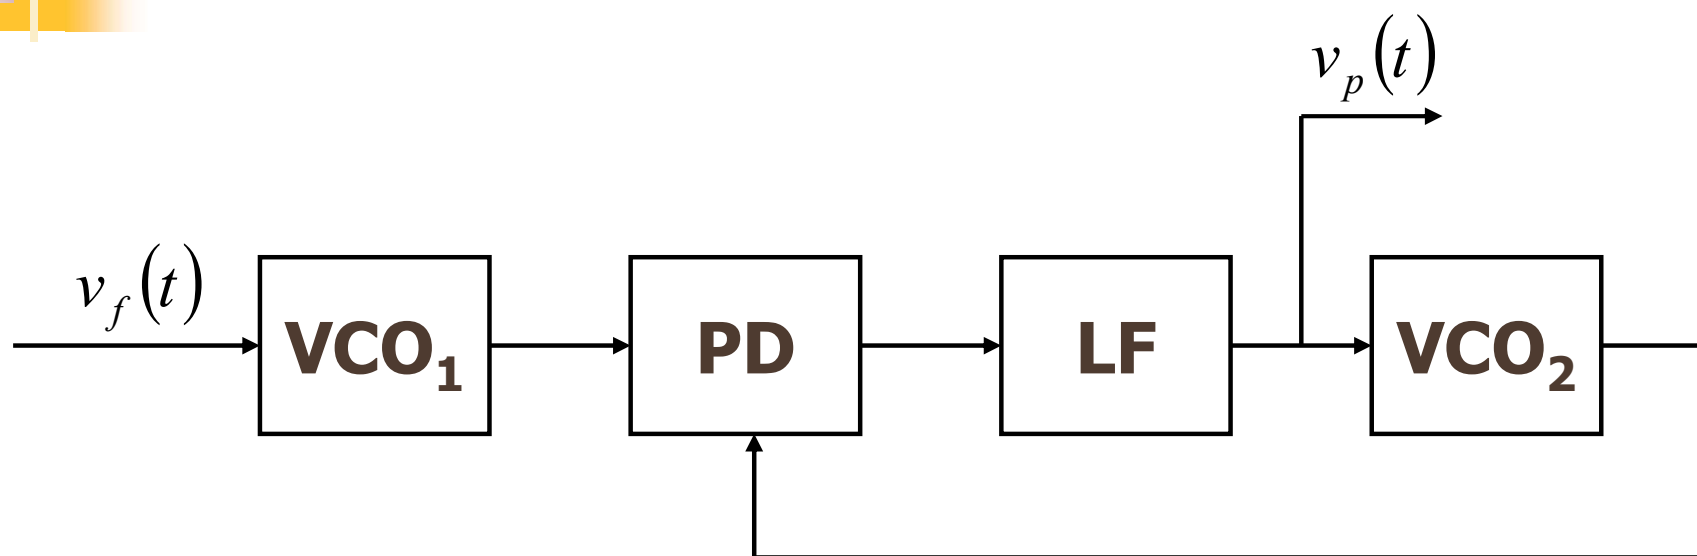 v_p(t)
v_f(t)
VCO₁
PD
LF
VCO₂